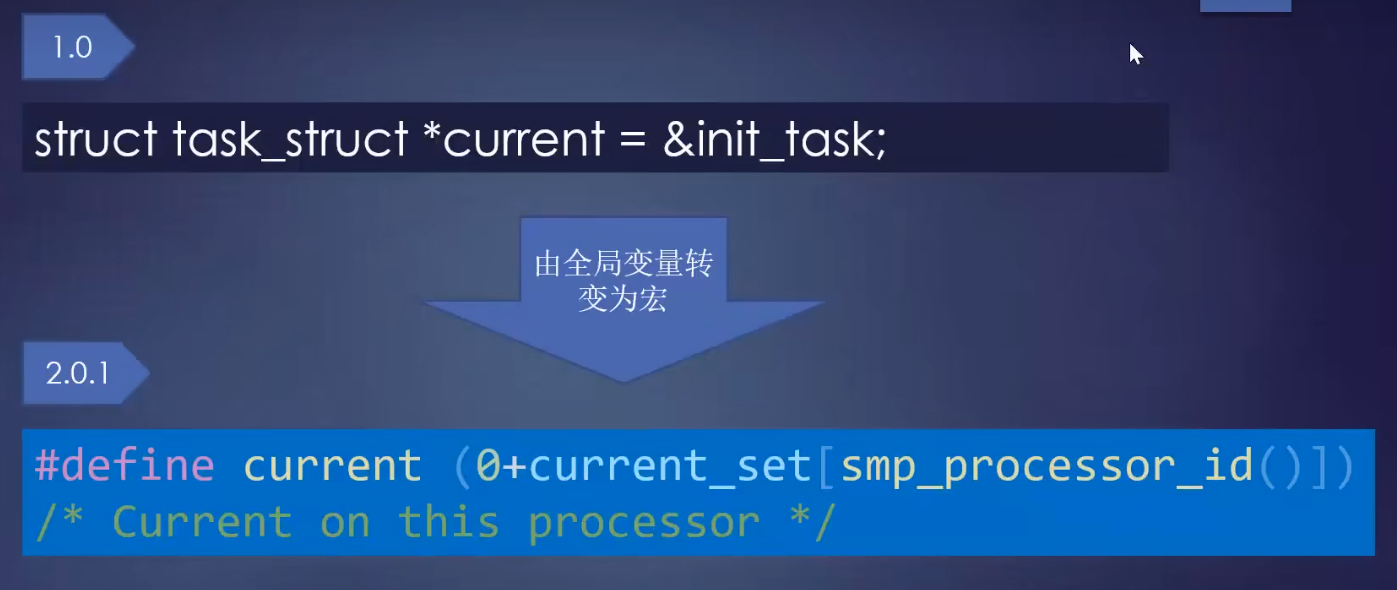 1.0
struct task_struct *current = &init_task;
由全局变量转
变为宏
2.0.1
#define current (0+current_set[smp_processor_id()])
/* Current on this processor */